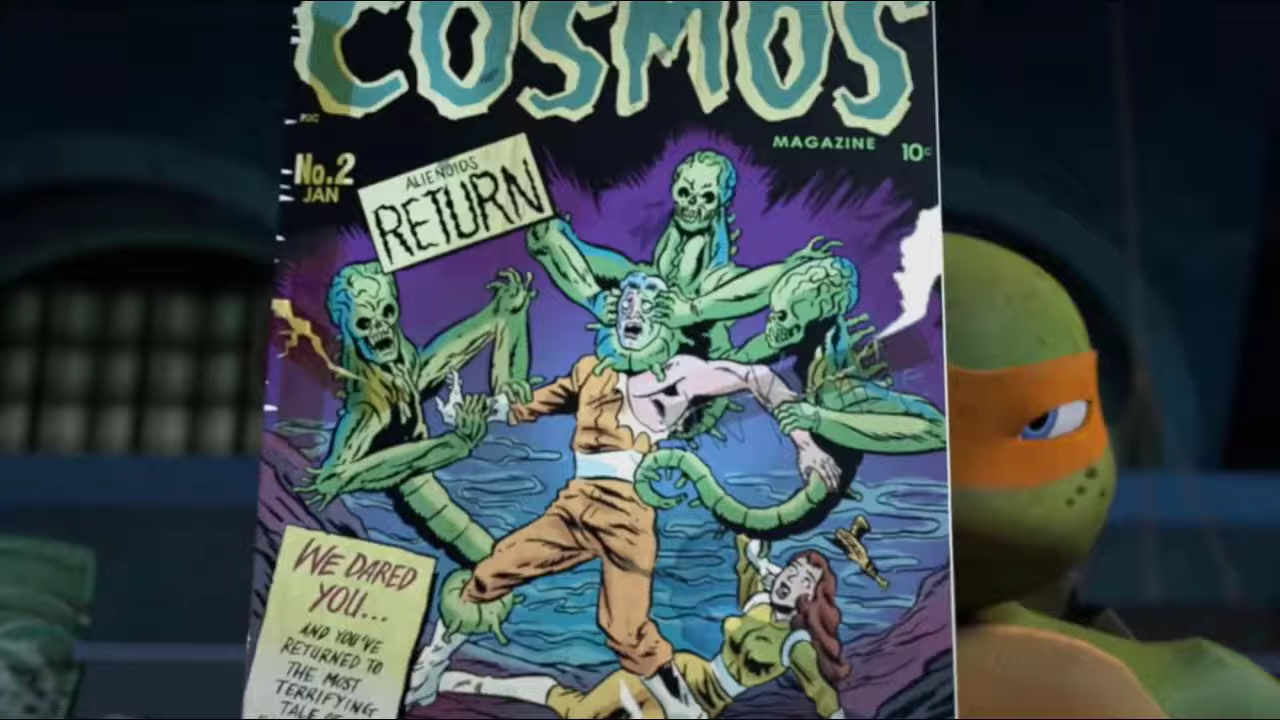 COSMOS
MAGAZINE 10¢
No.2
JAN
ALIENOIDS
RETURN
WE DARED
YOU...
AND YOU'VE
RETURNED TO
THE MOST
TERRIFYING
TALE